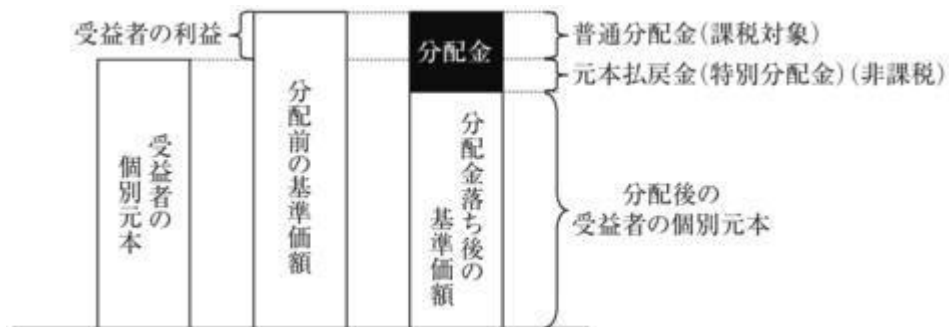 受益者の利益
分配金
普通分配金(課税対象)
元本払戻金(特別分配金)(非課税)
受益者の
個別元本
分配前の基準価額
分配金落ち後の
基準価額
分配後の
受益者の個別元本